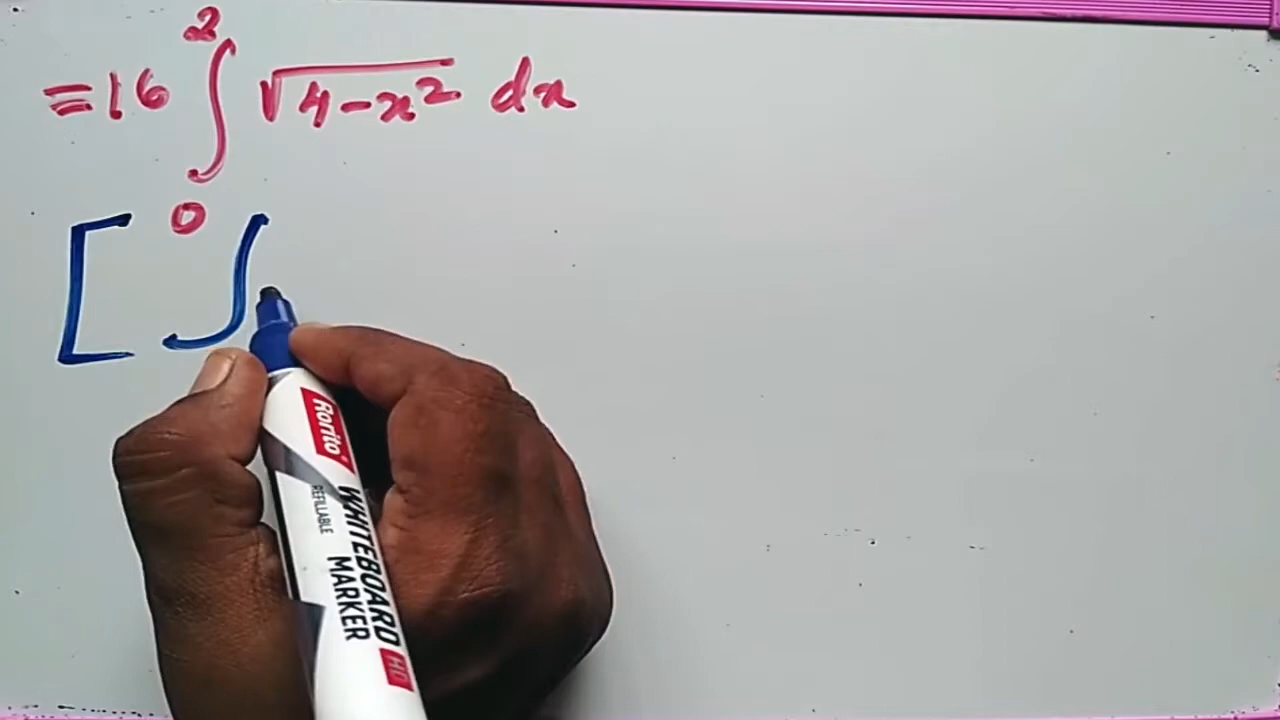 = 16 ∫₀² √(4-x²) dx
[ ∫
Rorito
REFILLABLE
WHITEBOARD
MARKER
HD